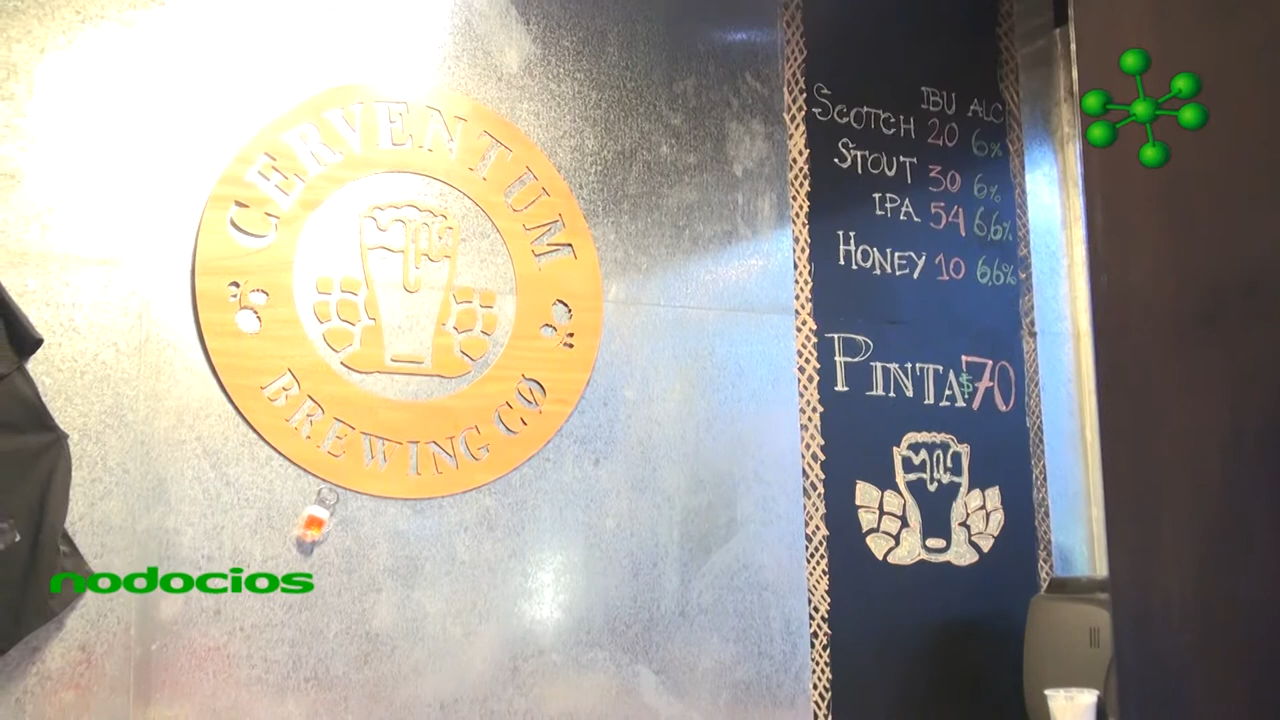 CERVENTUM
BREWING CO
IBU ALC
SCOTCH 20 6%
STOUT 30 6%
IPA 54 6,6%
HONEY 10 6,6%
PINTA $70
nodocios